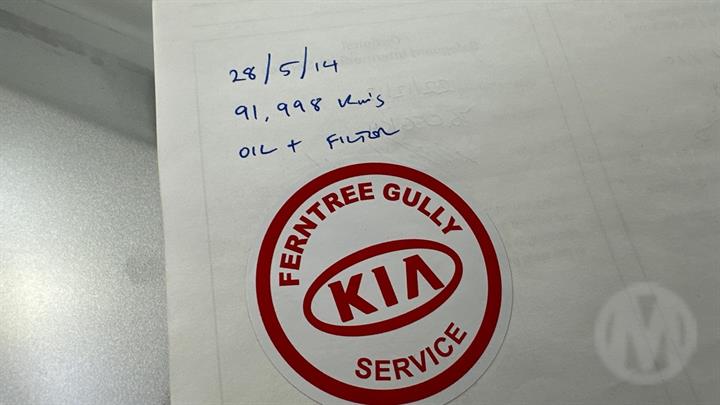 28/5/14
91,998 km's
OIL + FILTER
FERNTREE GULLY
KIA
SERVICE
M